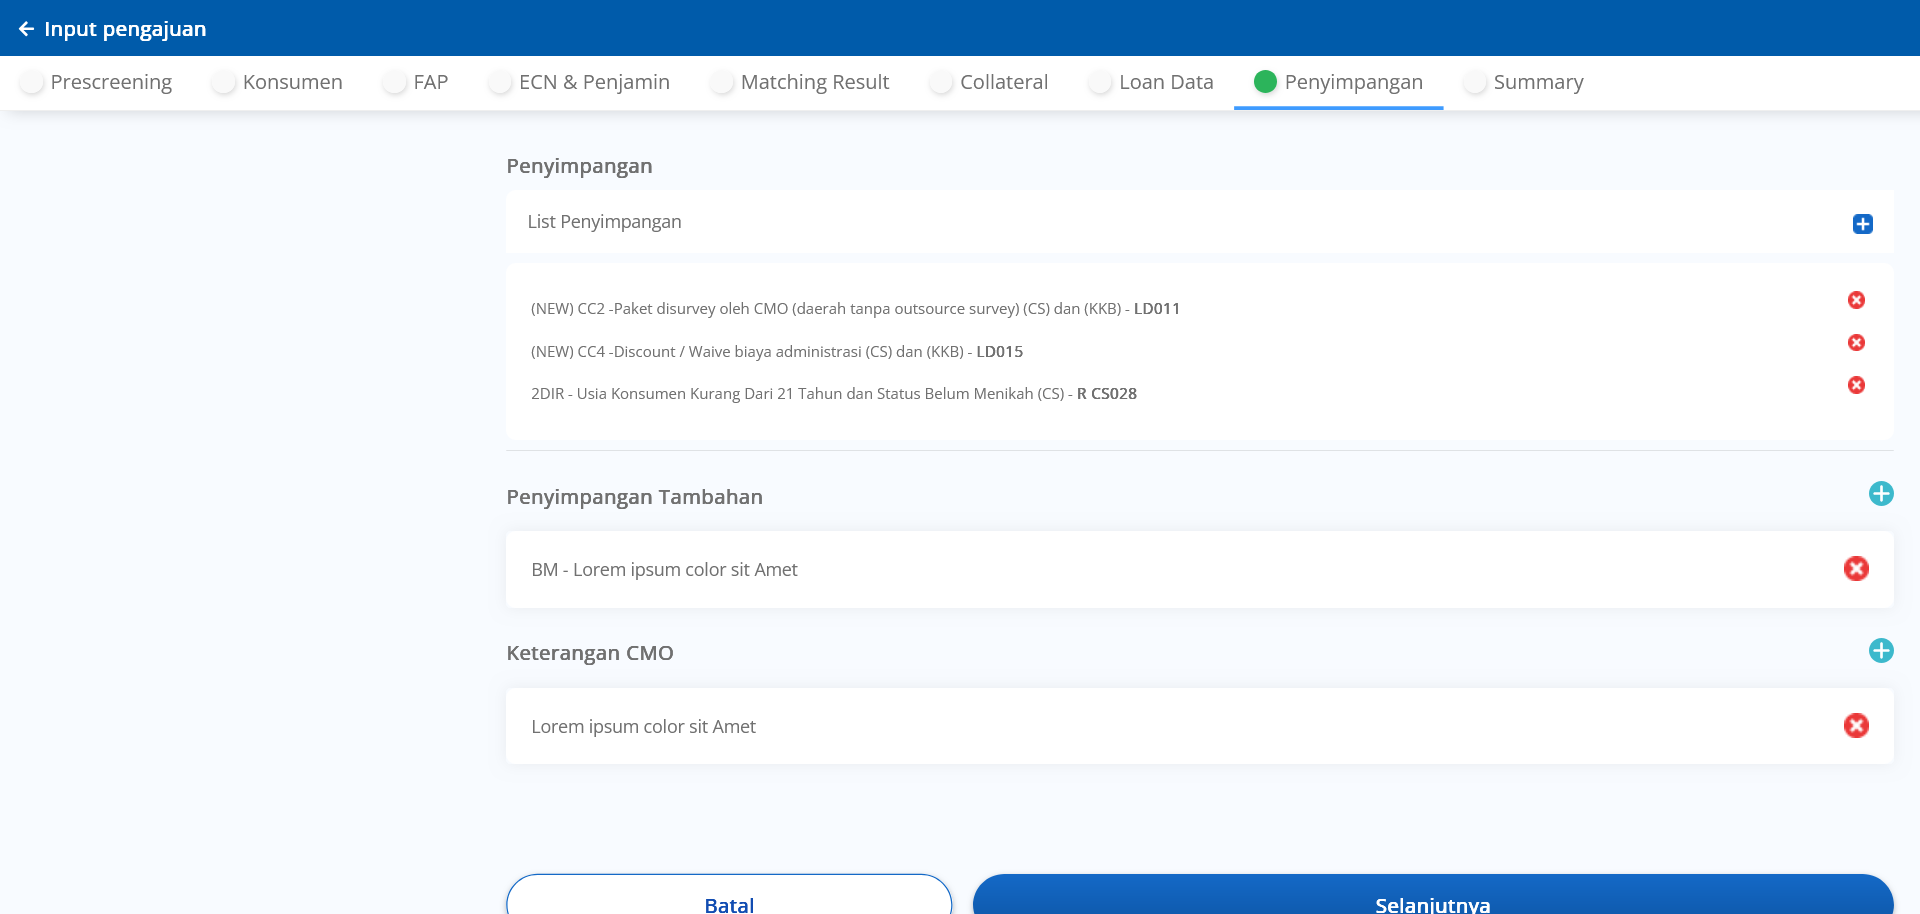 Input pengajuan
Prescreening Konsumen FAP ECN & Penjamin Matching Result Collateral Loan Data Penyimpangan Summary
Penyimpangan
List Penyimpangan
(NEW) CC2 -Paket disurvey oleh CMO (daerah tanpa outsource survey) (CS) dan (KKB) - LD011
(NEW) CC4 -Discount / Waive biaya administrasi (CS) dan (KKB) - LD015
2DIR - Usia Konsumen Kurang Dari 21 Tahun dan Status Belum Menikah (CS) - R CS028
Penyimpangan Tambahan
BM - Lorem ipsum color sit Amet
Keterangan CMO
Lorem ipsum color sit Amet
Batal Selanjutnya